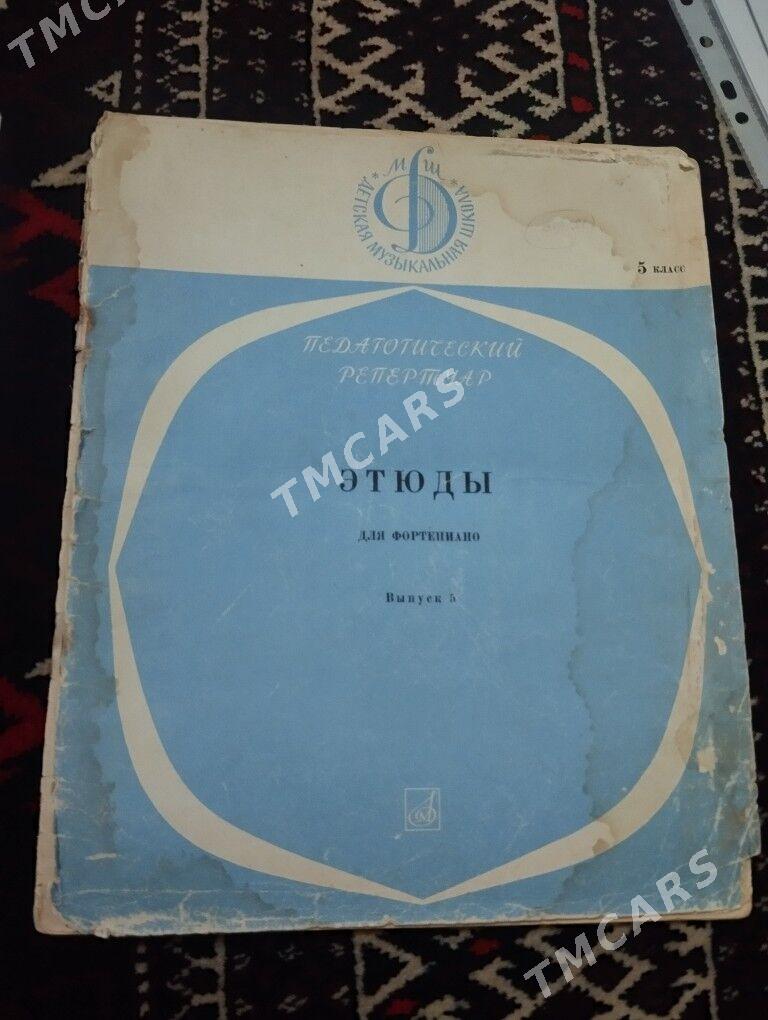 TMCARS
М Ш
* ДЕТСКАЯ МУЗЫКАЛЬНАЯ ШКОЛА *
5 КЛАСС
ПЕДАГОГИЧЕСКИЙ
РЕПЕРТУАР
TMCARS
ЭТЮДЫ
ДЛЯ ФОРТЕПИАНО
Выпуск 5
TMCARS